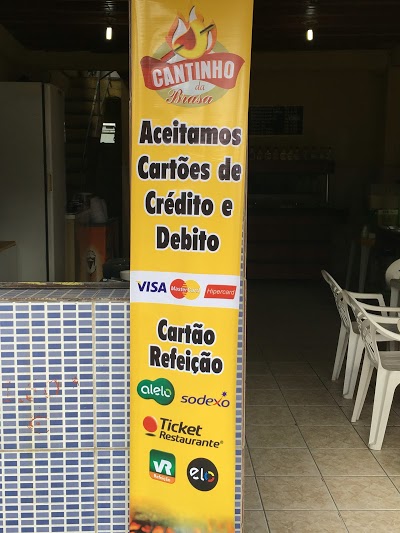 CANTINHO
da
Brasa
Aceitamos
Cartões de
Crédito e
Debito
VISA MasterCard Hipercard
Cartão
Refeição
alelo sodexo
Ticket
Restaurante®
VR
Refeição
elo